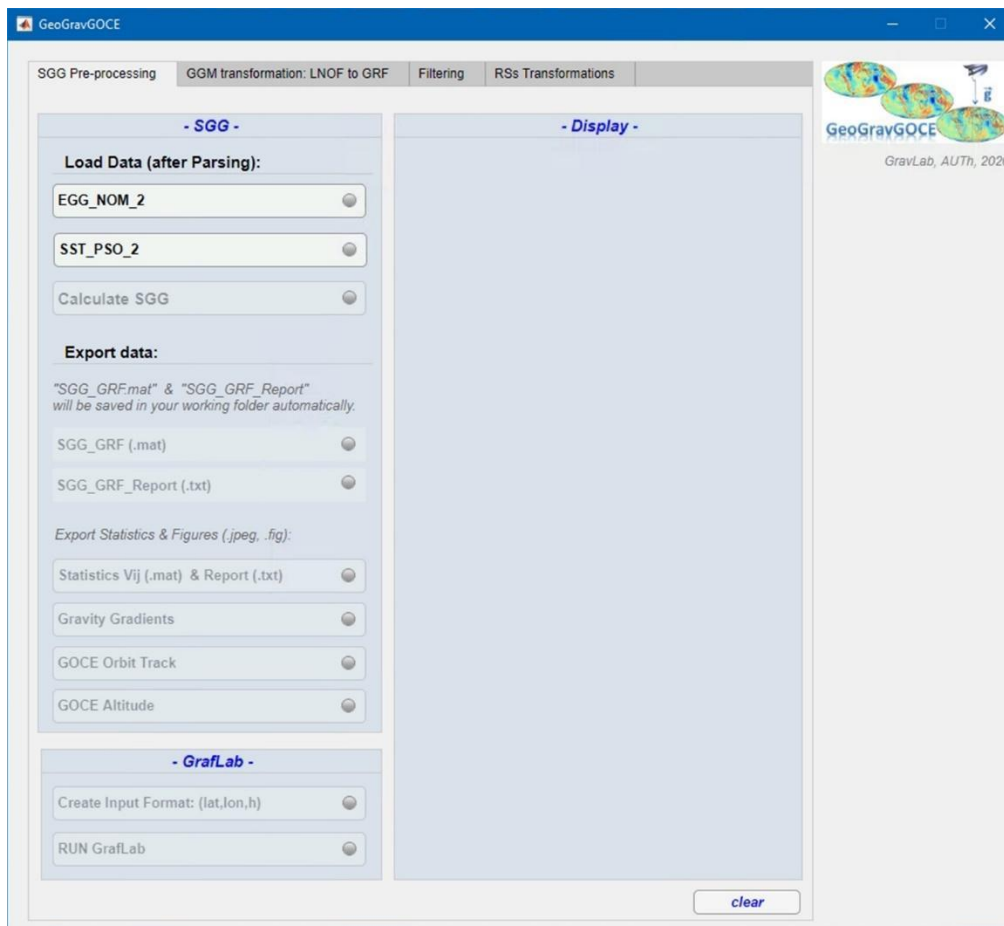 GeoGravGOCE
SGG Pre-processing
GGM transformation: LNOF to GRF
Filtering
RSs Transformations
- SGG -
Load Data (after Parsing):
EGG_NOM_2
SST_PSO_2
Calculate SGG
Export data:
"SGG_GRF.mat" & "SGG_GRF_Report"
will be saved in your working folder automatically.
SGG_GRF (.mat)
SGG_GRF_Report (.txt)
Export Statistics & Figures (.jpeg, .fig):
Statistics Vij (.mat) & Report (.txt)
Gravity Gradients
GOCE Orbit Track
GOCE Altitude
- GrafLab -
Create Input Format: (lat,lon,h)
RUN GrafLab
- Display -
clear
g
GeoGravGOCE
GravLab, AUTh,